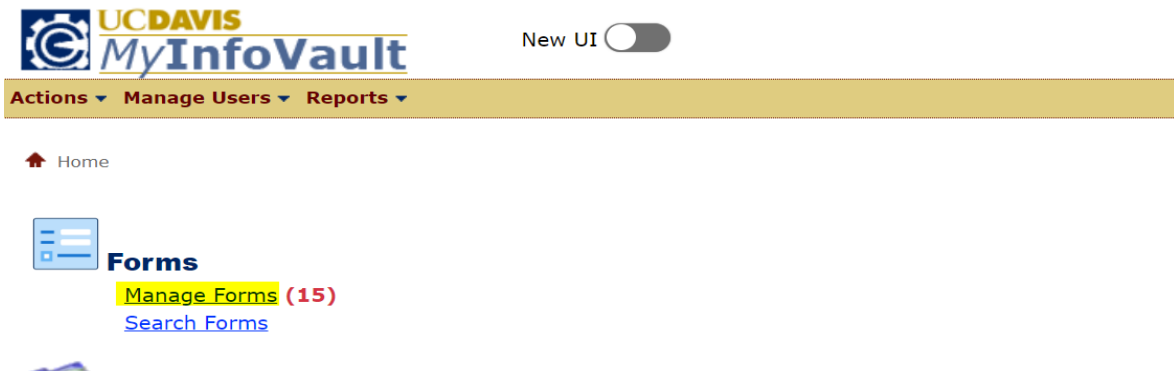 UCDAVIS
MyInfoVault
New UI
Actions Manage Users Reports
Home
Forms
Manage Forms (15)
Search Forms